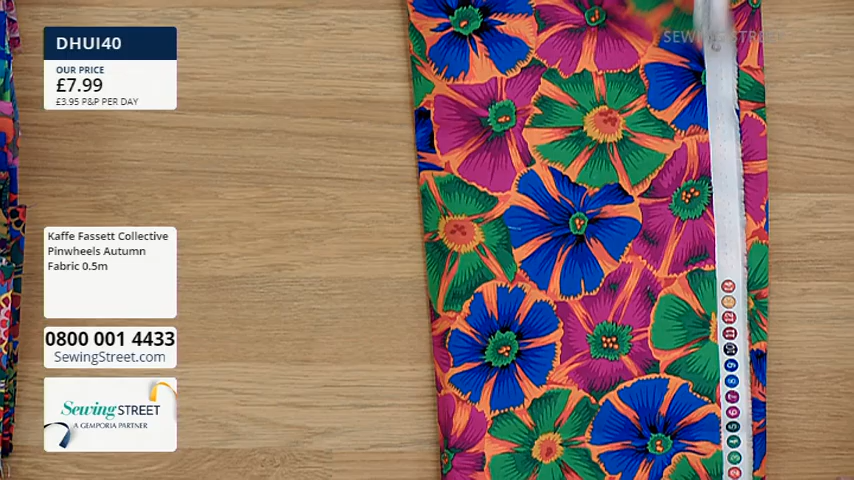 DHUI40
OUR PRICE
£7.99
£3.95 P&P PER DAY
SEWING STREET
Kaffe Fassett Collective
Pinwheels Autumn
Fabric 0.5m
0800 001 4433
SewingStreet.com
Sewing STREET
A GEMPORIA PARTNER